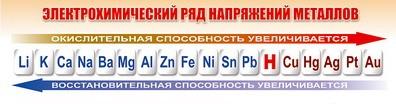 ЭЛЕКТРОХИМИЧЕСКИЙ РЯД НАПРЯЖЕНИЙ МЕТАЛЛОВ
ОКИСЛИТЕЛЬНАЯ СПОСОБНОСТЬ УВЕЛИЧИВАЕТСЯ
Li K Ca Na Ba Mg Al Zn Fe Ni Sn Pb H Cu Hg Ag Pt Au
ВОССТАНОВИТЕЛЬНАЯ СПОСОБНОСТЬ УВЕЛИЧИВАЕТСЯ